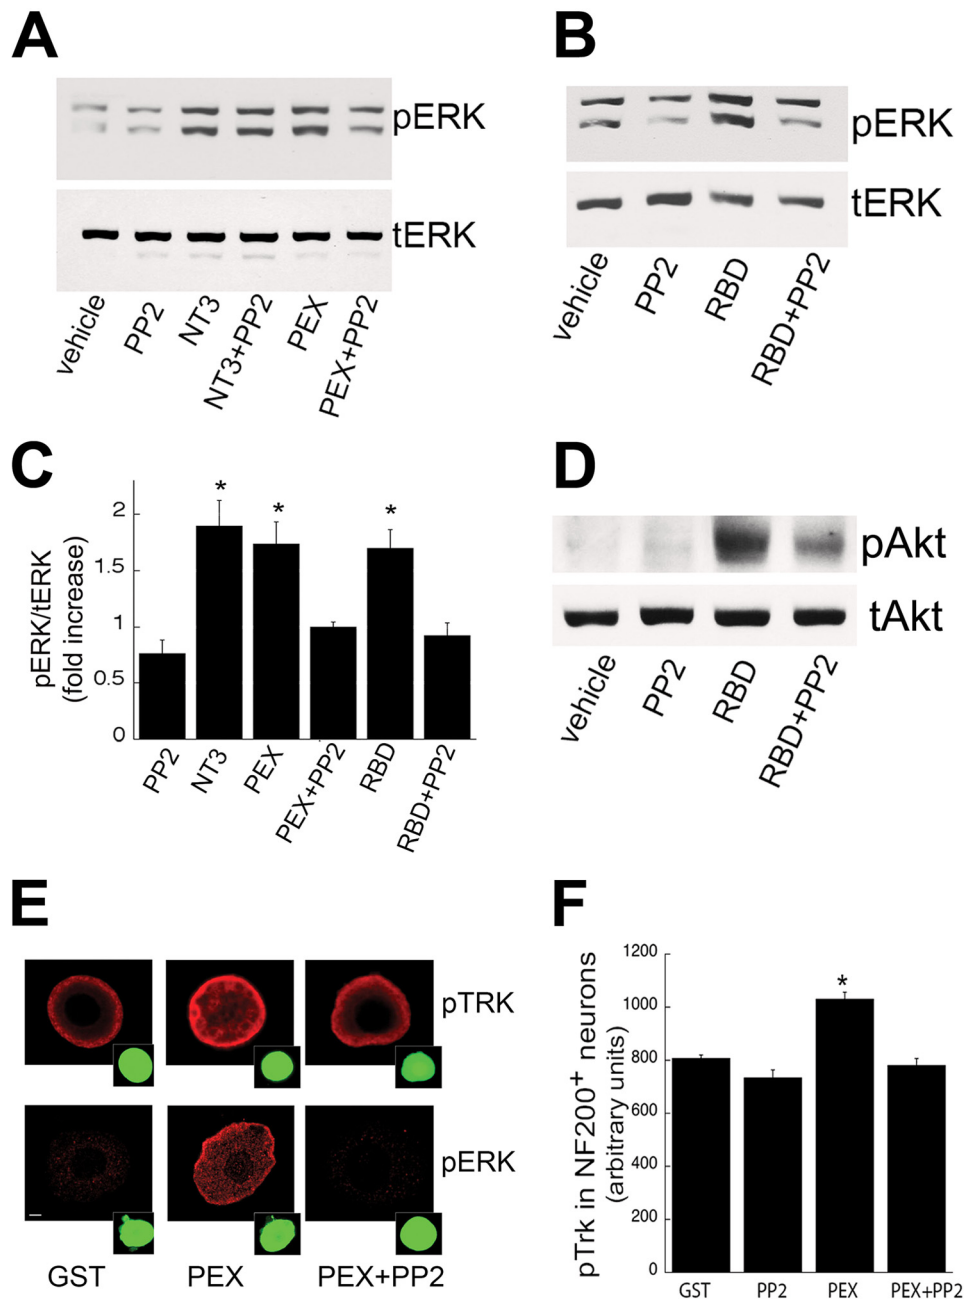 A
pERK
tERK
vehicle
PP2
NT3
NT3+PP2
PEX
PEX+PP2
B
pERK
tERK
vehicle
PP2
RBD
RBD+PP2
C
pERK/tERK
(fold increase)
2
1.5
1
0.5
0
*
*
*
PP2
NT3
PEX
PEX+PP2
RBD
RBD+PP2
D
pAkt
tAkt
vehicle
PP2
RBD
RBD+PP2
E
pTRK
pERK
GST
PEX
PEX+PP2
F
pTrk in NF200⁺ neurons
(arbitrary units)
1200
1000
800
600
400
200
0
*
GST
PP2
PEX
PEX+PP2